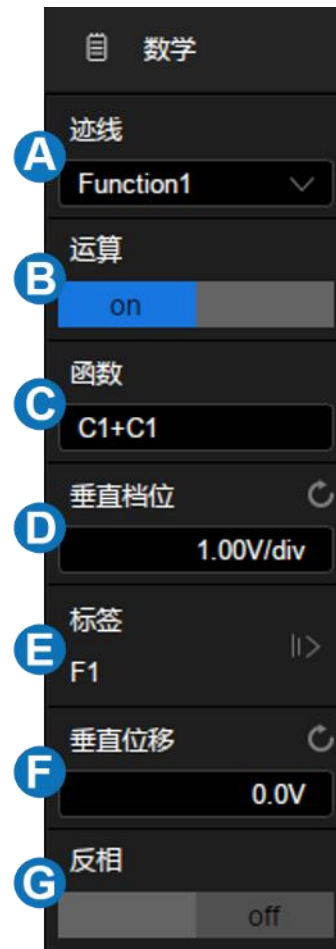 数学
迹线
A
Function1
运算
B
on
函数
C
C1+C1
垂直档位
D
1.00V/div
标签
E
F1
垂直位移
F
0.0V
反相
G
off